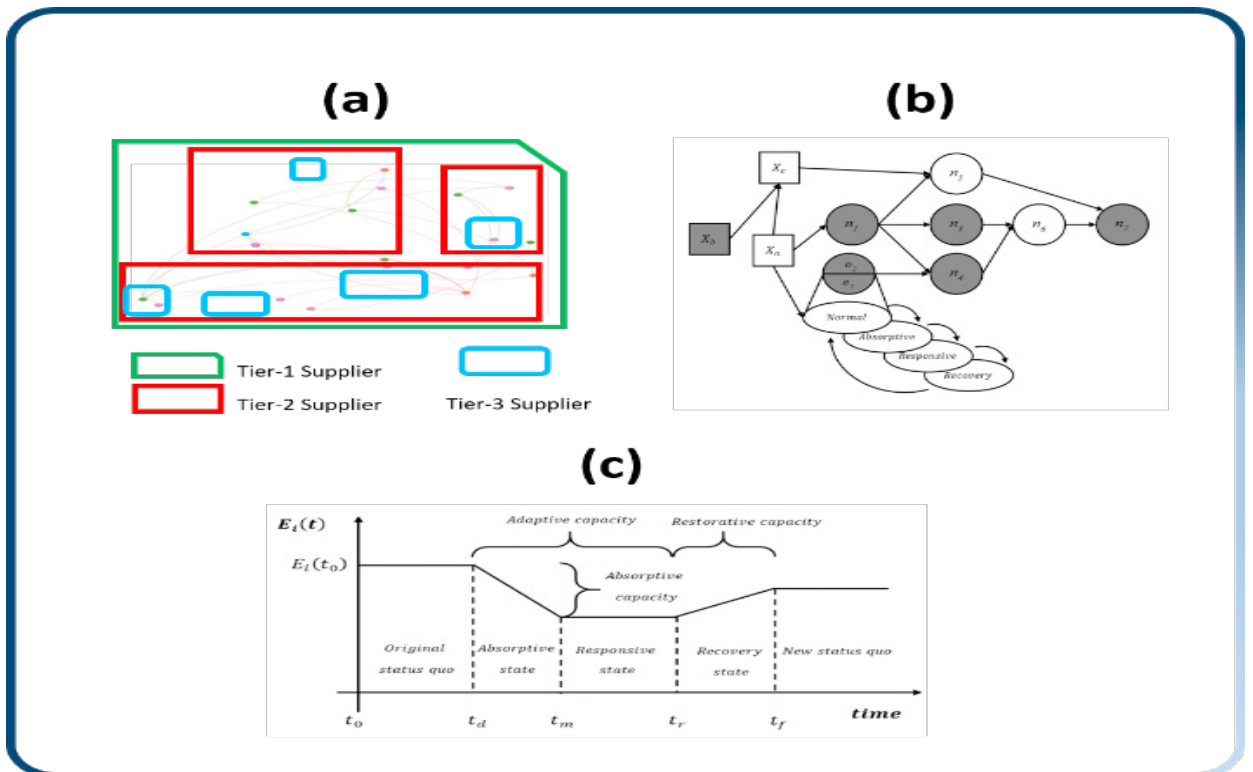 (a)
(b)
Tier-1 Supplier
Tier-2 Supplier
Tier-3 Supplier
X_c
X_b
X_a
n_1
n_5
n_3
n_4
n_6
n_7
Normal
Absorptive
Responsive
Recovery
(c)
E_i(t)
Adaptive capacity
Restorative capacity
E_i(t_0)
Absorptive
capacity
Original
status quo
Absorptive
state
Responsive
state
Recovery
state
New status quo
t_0
t_d
t_m
t_r
t_f
time